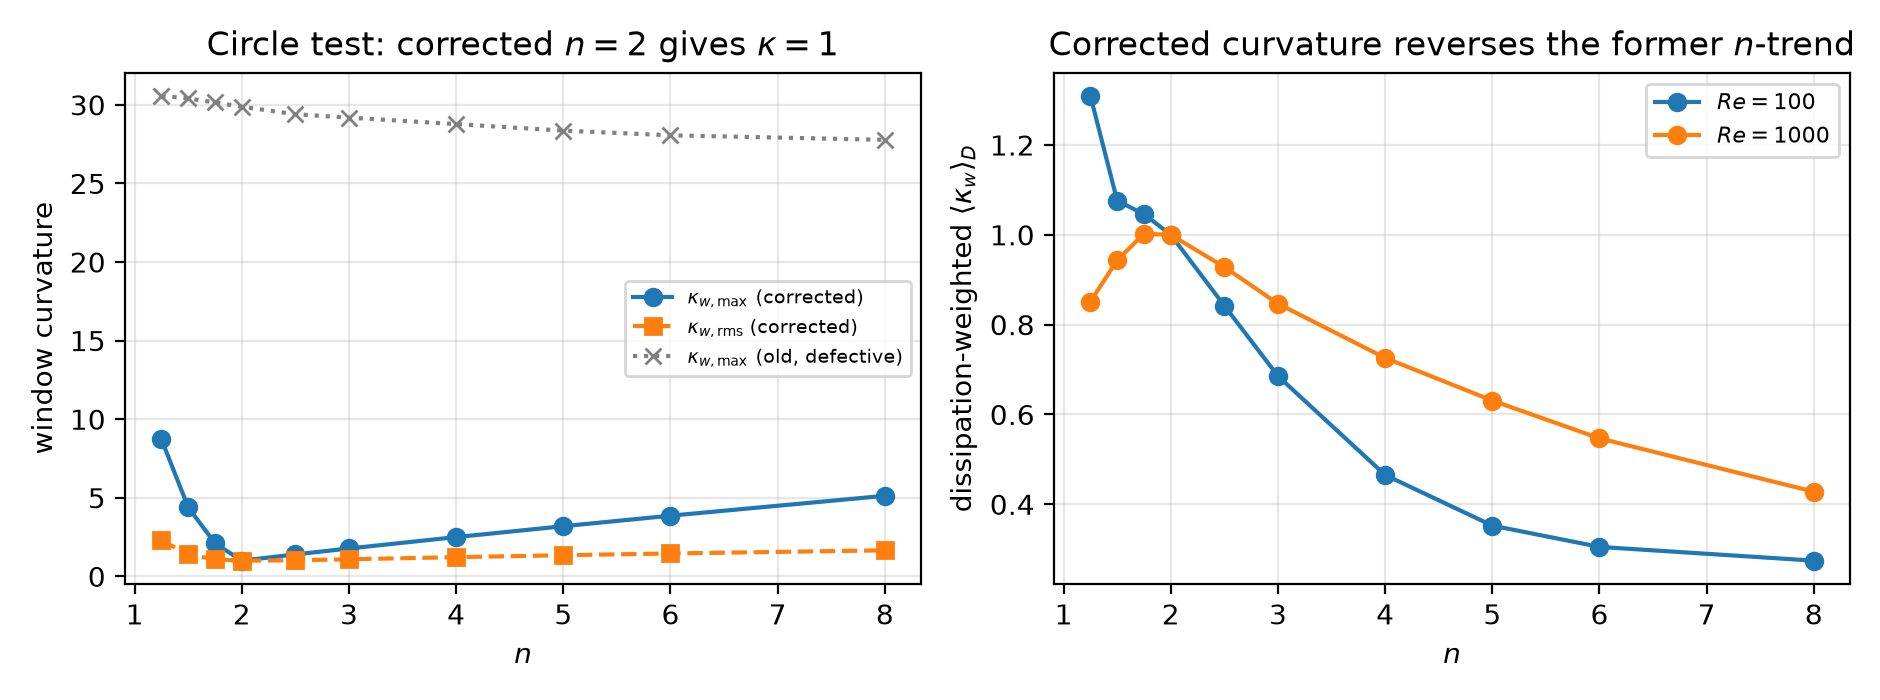 Circle test: corrected n = 2 gives κ = 1
window curvature
30
25
20
15
10
5
0
κw,max (corrected)
κw,rms (corrected)
κw,max (old, defective)
1 2 3 4 5 6 7 8
n
Corrected curvature reverses the former n-trend
dissipation-weighted ⟨κw⟩D
1.2
1.0
0.8
0.6
0.4
Re = 100
Re = 1000
1 2 3 4 5 6 7 8
n